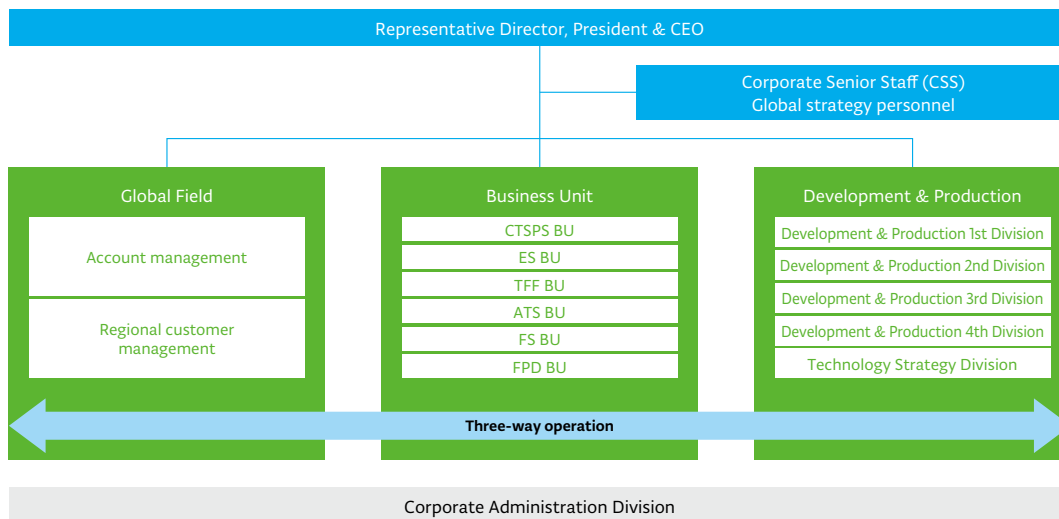 Representative Director, President & CEO
Corporate Senior Staff (CSS)
Global strategy personnel
Global Field
Account management
Regional customer
management
Business Unit
CTSPS BU
ES BU
TFF BU
ATS BU
FS BU
FPD BU
Development & Production
Development & Production 1st Division
Development & Production 2nd Division
Development & Production 3rd Division
Development & Production 4th Division
Technology Strategy Division
Three-way operation
Corporate Administration Division